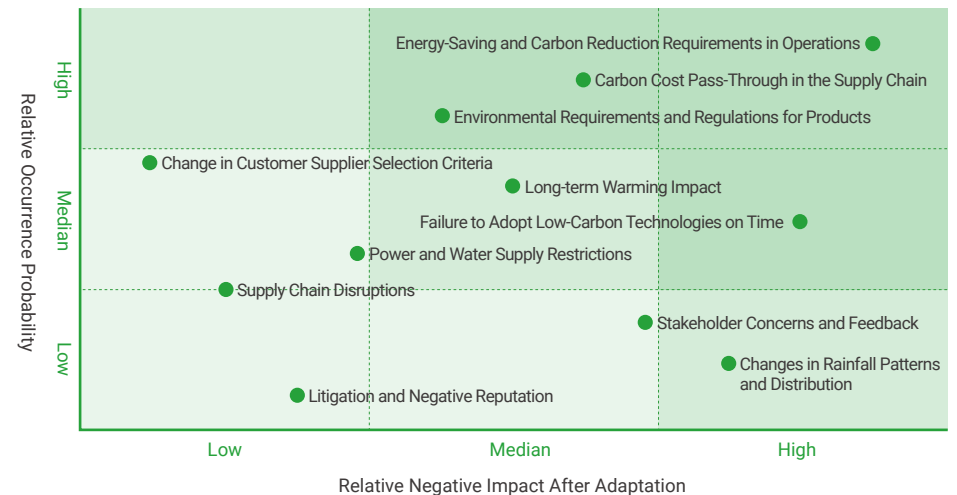 Energy-Saving and Carbon Reduction Requirements in Operations
Carbon Cost Pass-Through in the Supply Chain
Environmental Requirements and Regulations for Products
Change in Customer Supplier Selection Criteria
Long-term Warming Impact
Failure to Adopt Low-Carbon Technologies on Time
Power and Water Supply Restrictions
Supply Chain Disruptions
Stakeholder Concerns and Feedback
Changes in Rainfall Patterns
and Distribution
Litigation and Negative Reputation
Relative Occurrence Probability
High
Median
Low
Low
Median
High
Relative Negative Impact After Adaptation